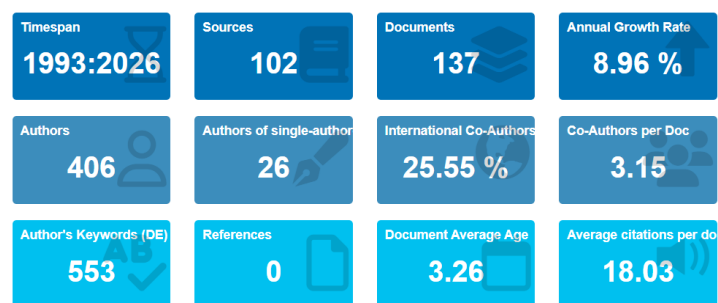 Timespan
1993:2026
Sources
102
Documents
137
Annual Growth Rate
8.96 %
Authors
406
Authors of single-author
26
International Co-Authors
25.55 %
Co-Authors per Doc
3.15
Author's Keywords (DE)
553
References
0
Document Average Age
3.26
Average citations per do
18.03
AB